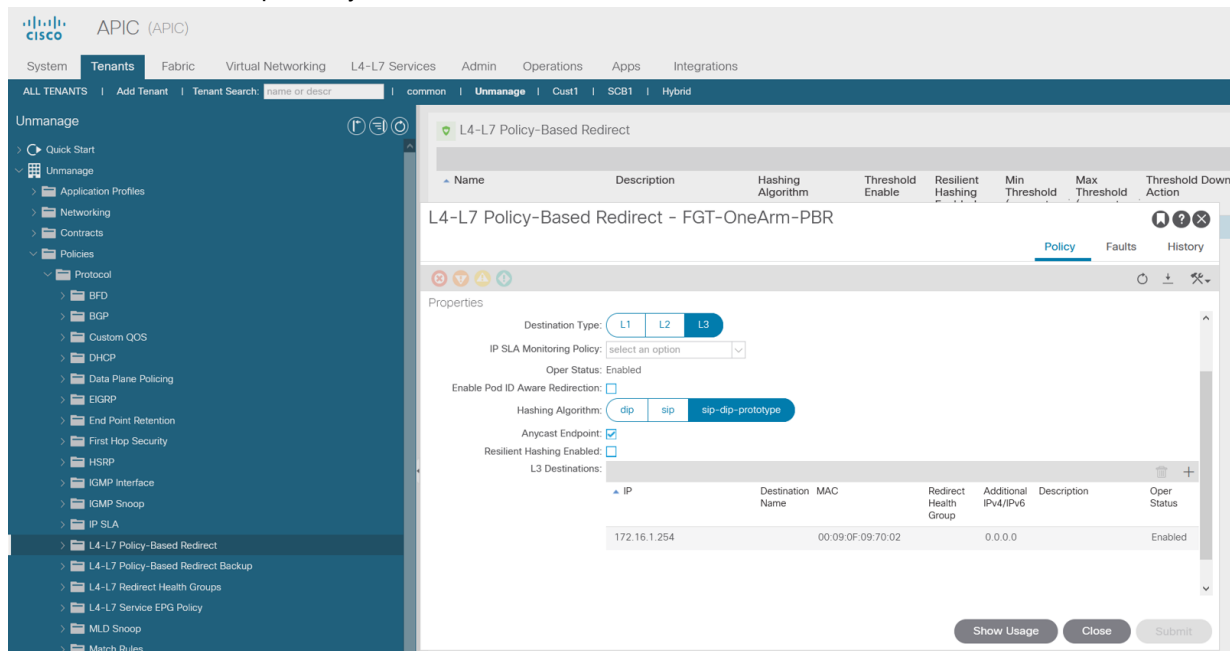 cisco
APIC (APIC)
System Tenants Fabric Virtual Networking L4-L7 Services Admin Operations Apps Integrations
ALL TENANTS | Add Tenant | Tenant Search: name or descr | common | Unmanage | Cust1 | SCB1 | Hybrid
Unmanage
Quick Start
Unmanage
Application Profiles
Networking
Contracts
Policies
Protocol
BFD
BGP
Custom QOS
DHCP
Data Plane Policing
EIGRP
End Point Retention
First Hop Security
HSRP
IGMP Interface
IGMP Snoop
IP SLA
L4-L7 Policy-Based Redirect
L4-L7 Policy-Based Redirect Backup
L4-L7 Redirect Health Groups
L4-L7 Service EPG Policy
MLD Snoop
Match Rules
L4-L7 Policy-Based Redirect
Name Description Hashing Threshold Resilient Min Max Threshold Down
Algorithm Enable Hashing Threshold Threshold Action
L4-L7 Policy-Based Redirect - FGT-OneArm-PBR
Policy Faults History
Properties
Destination Type: L1 L2 L3
IP SLA Monitoring Policy: select an option
Oper Status: Enabled
Enable Pod ID Aware Redirection:
Hashing Algorithm: dip sip sip-dip-prototype
Anycast Endpoint:
Resilient Hashing Enabled:
L3 Destinations:
IP Destination MAC Redirect Additional Description Oper
Name Health IPv4/IPv6 Status
Group
172.16.1.254 00:09:0F:09:70:02 0.0.0.0 Enabled
Show Usage Close Submit